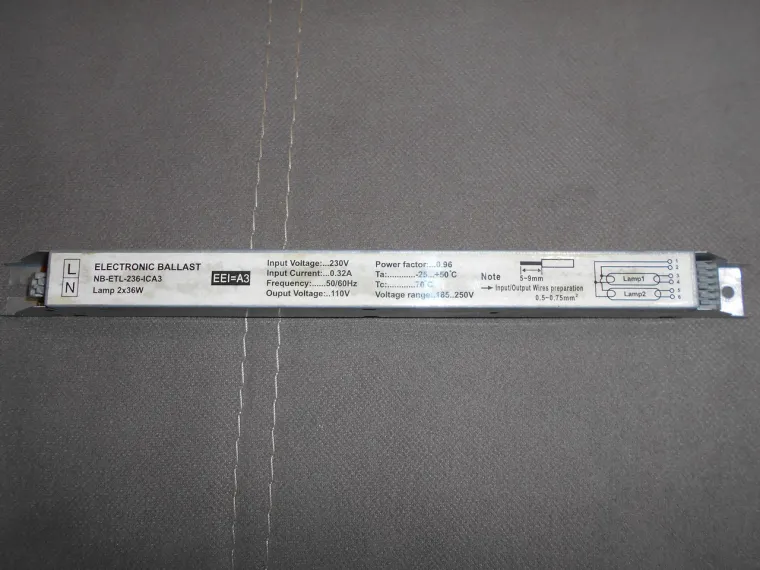 L
N
ELECTRONIC BALLAST
NB-ETL-236-ICA3
Lamp 2x36W
EEI=A3
Input Voltage:...230V
Input Current:...0.32A
Frequency:......50/60Hz
Ouput Voltage:...110V
Power factor....0.96
Ta:.............-25...+50°C
Tc:.............70°C
Voltage range:..185..250V
Note
5-9mm
Input/Output Wires preparation
0.5-0.75mm²
Lamp1
Lamp2
1
2
3
4
5
6